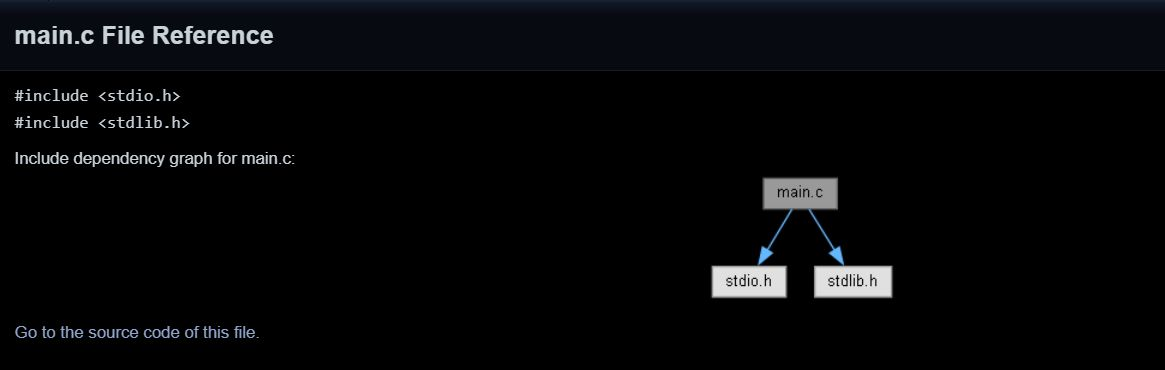 main.c File Reference
#include <stdio.h>
#include <stdlib.h>
Include dependency graph for main.c:
main.c
stdio.h
stdlib.h
Go to the source code of this file.